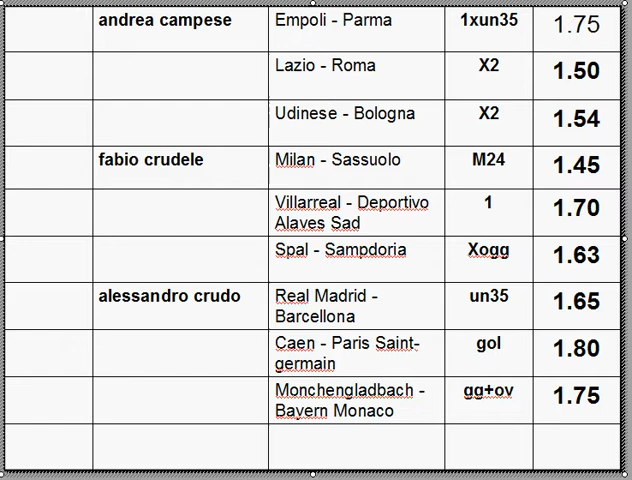 andrea campese Empoli - Parma 1xun35 1.75
Lazio - Roma X2 1.50
Udinese - Bologna X2 1.54
fabio crudele Milan - Sassuolo M24 1.45
Villarreal - Deportivo 1 1.70
Alaves Sad
Spal - Sampdoria Xogg 1.63
alessandro crudo Real Madrid - un35 1.65
Barcellona
Caen - Paris Saint- gol 1.80
germain
Monchengladbach - gg+ov 1.75
Bayern Monaco